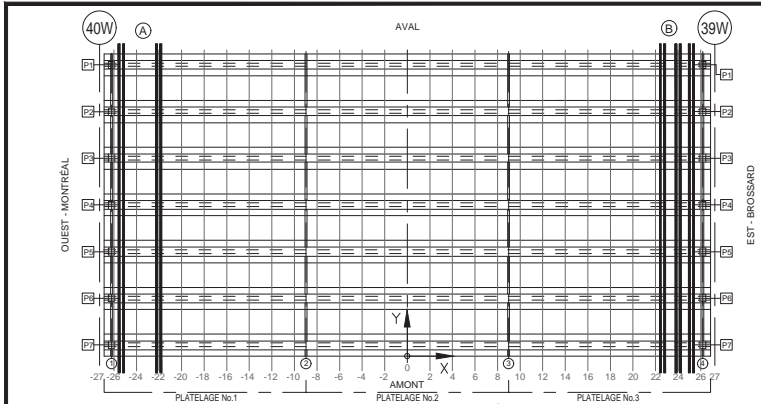 40W
A
AVAL
B
39W
P1
P1
P2
P2
P3
P3
P4
P4
P5
P5
P6
P6
P7
P7
OUEST - MONTRÉAL
EST - BROSSARD
Y
X
1
2
3
4
-27 -26 -24 -22 -20 -18 -16 -14 -12 -10 -8 -6 -4 -2 0 2 4 6 8 10 12 14 16 18 20 22 24 26 27
AMONT
PLATELAGE No.1
PLATELAGE No.2
PLATELAGE No.3